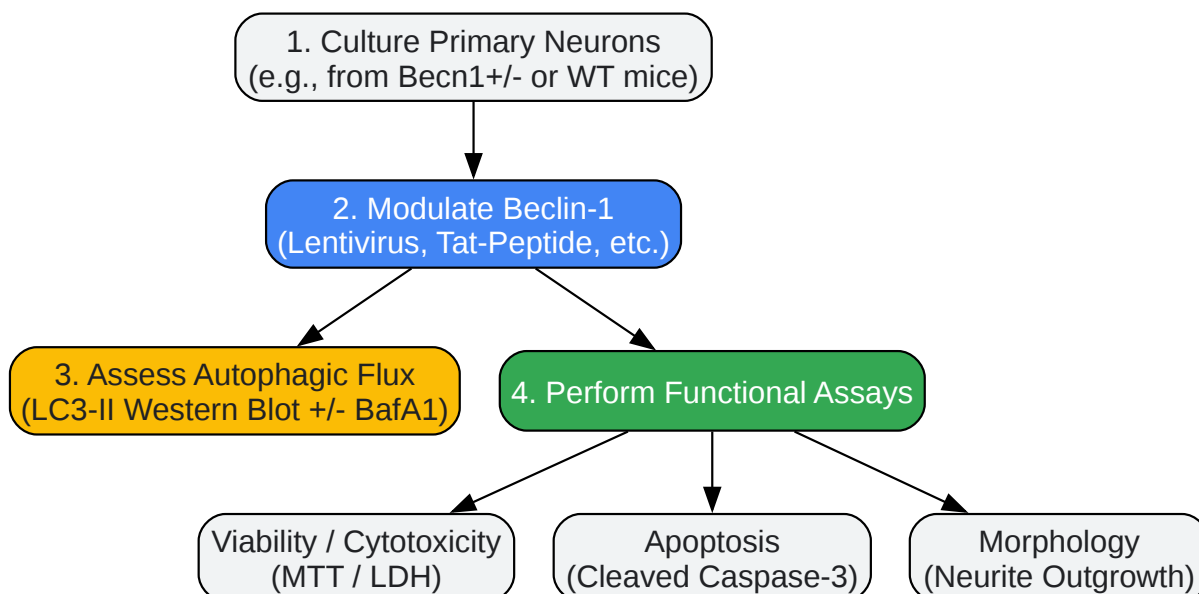 1. Culture Primary Neurons
(e.g., from Becn1+/- or WT mice)
2. Modulate Beclin-1
(Lentivirus, Tat-Peptide, etc.)
3. Assess Autophagic Flux
(LC3-II Western Blot +/- BafA1)
4. Perform Functional Assays
Viability / Cytotoxicity
(MTT / LDH)
Apoptosis
(Cleaved Caspase-3)
Morphology
(Neurite Outgrowth)